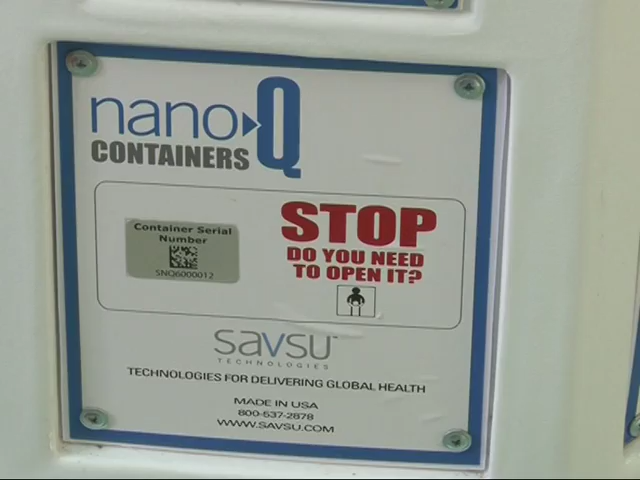 nano Q
CONTAINERS
Container Serial
Number
SNQ6000012
STOP
DO YOU NEED
TO OPEN IT?
savsu
TECHNOLOGIES
TECHNOLOGIES FOR DELIVERING GLOBAL HEALTH
MADE IN USA
800-537-2878
WWW.SAVSU.COM